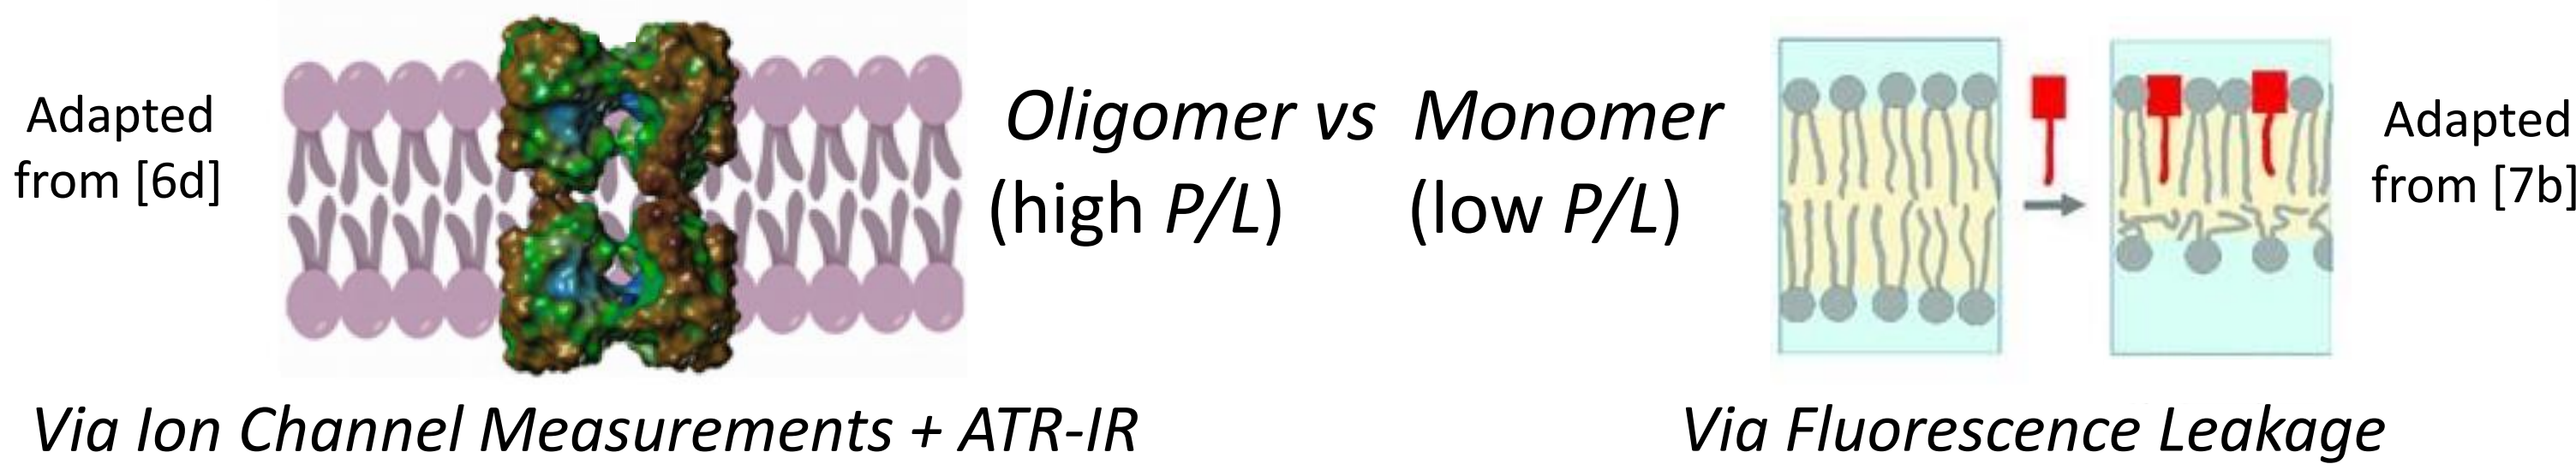 Adapted
from [6d]
Oligomer vs Monomer
(high P/L) (low P/L)
Adapted
from [7b]
Via Ion Channel Measurements + ATR-IR
Via Fluorescence Leakage